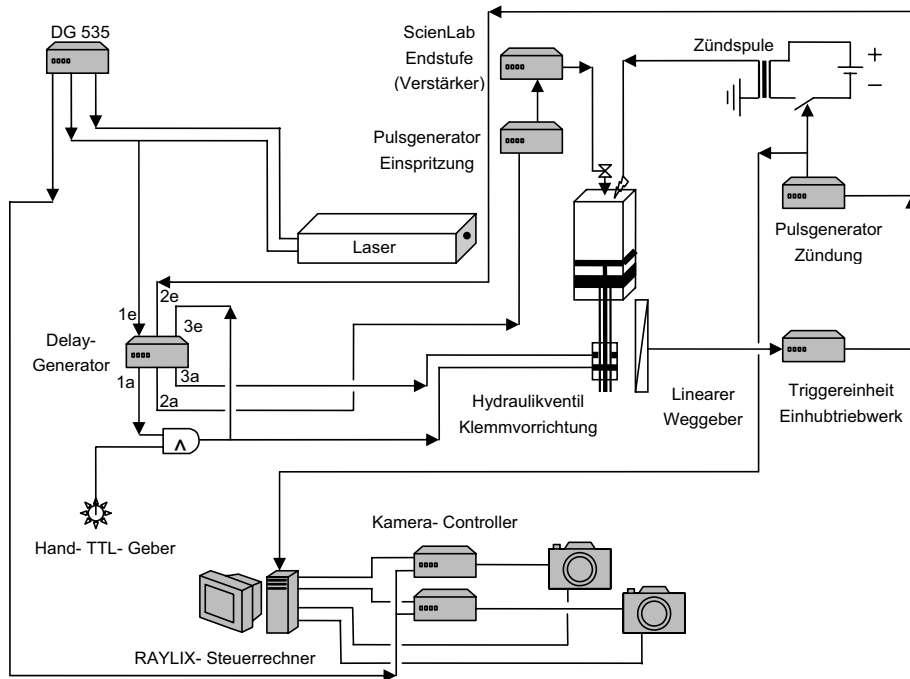 DG 535
ScienLab
Endstufe
(Verstärker)
Zündspule
+
−
Pulsgenerator
Einspritzung
Pulsgenerator
Zündung
Laser
2e
1e
3e
Delay-
Generator
1a
3a
2a
Hydraulikventil
Klemmvorrichtung
Linearer
Weggeber
Triggereinheit
Einhubtriebwerk
Λ
Hand- TTL- Geber
Kamera- Controller
RAYLIX- Steuerrechner